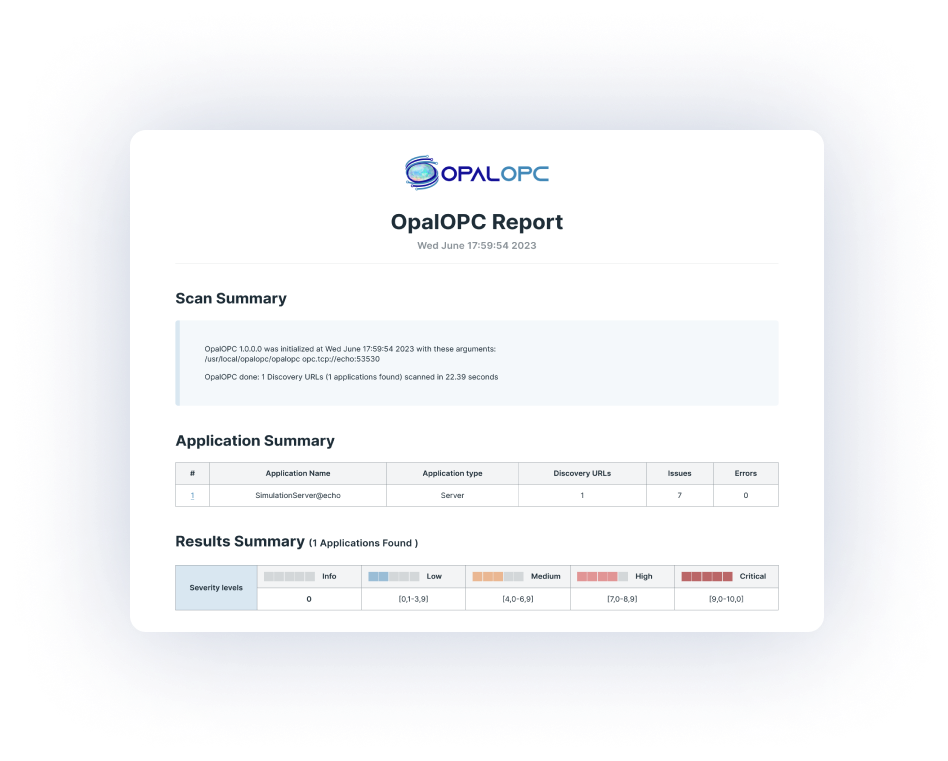 OPALOPC
OpalOPC Report
Wed June 17:59:54 2023
Scan Summary
OpalOPC 1.0.0.0 was initialized at Wed June 17:59:54 2023 with these arguments:
/usr/local/opalopc/opalopc opc.tcp://echo:53530
OpalOPC done: 1 Discovery URLs (1 applications found) scanned in 22.39 seconds
Application Summary
# Application Name Application type Discovery URLs Issues Errors
1 SimulationServer@echo Server 1 7 0
Results Summary (1 Applications Found )
Severity levels Info Low Medium High Critical
0 [0,1-3,9] [4,0-6,9] [7,0-8,9] [9,0-10,0]